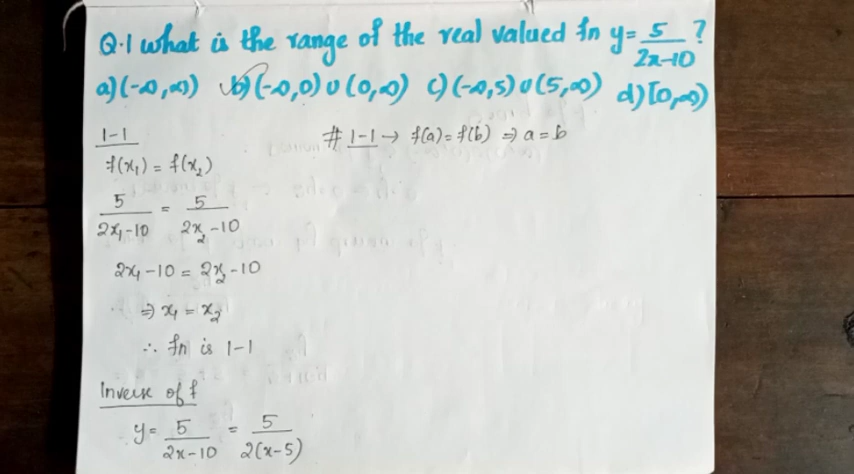 Q.1 What is the range of the real valued fn y = 5/(2x-10) ?
a) (-∞, ∞) b) (-∞, 0) ∪ (0, ∞) c) (-∞, 5) ∪ (5, ∞) d) [0, ∞)
1-1 # 1-1 → f(a) = f(b) ⇒ a = b
f(x₁) = f(x₂)
5/(2x₁-10) = 5/(2x₂-10)
2x₁ - 10 = 2x₂ - 10
⇒ x₁ = x₂
∴ fn is 1-1
Inverse of f
y = 5/(2x-10) = 5/(2(x-5))